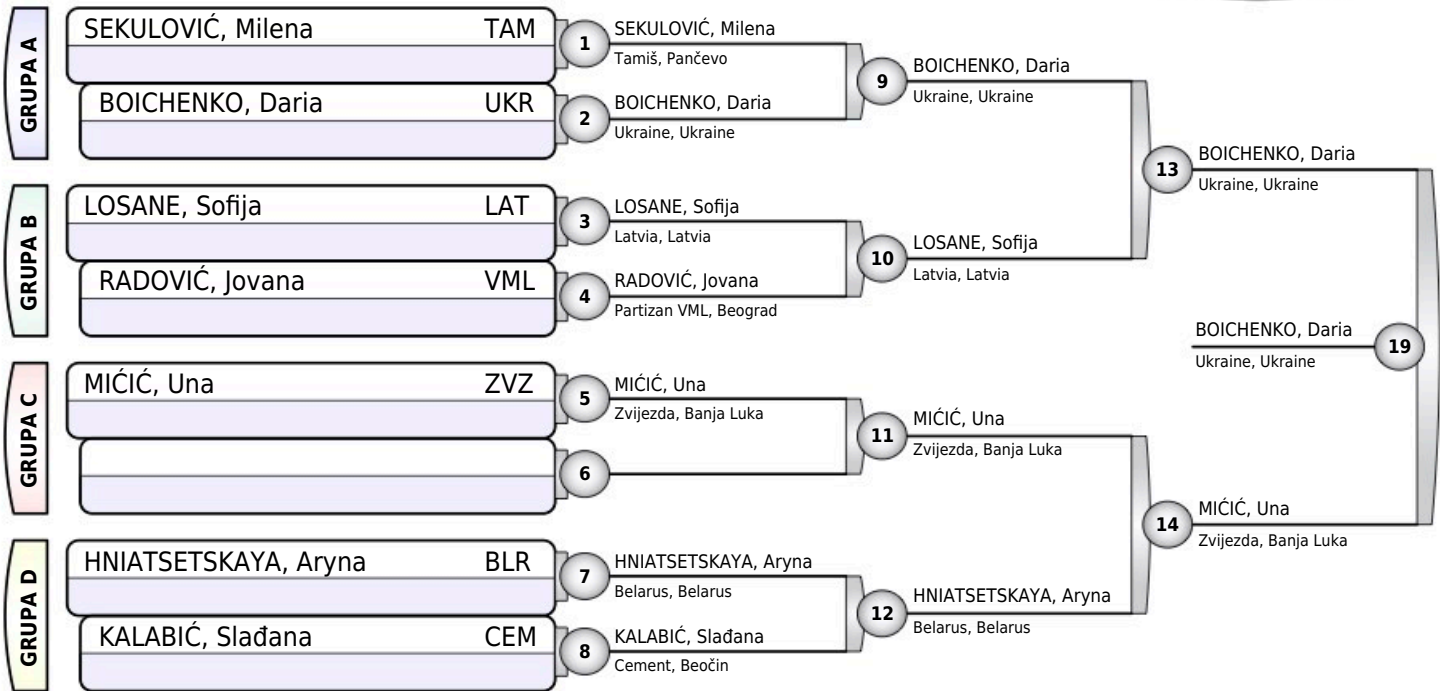 GRUPA A
SEKULOVIĆ, Milena TAM
BOICHENKO, Daria UKR
1
SEKULOVIĆ, Milena
Tamiš, Pančevo
2
BOICHENKO, Daria
Ukraine, Ukraine
9
BOICHENKO, Daria
Ukraine, Ukraine
GRUPA B
LOSANE, Sofija LAT
RADOVIĆ, Jovana VML
3
LOSANE, Sofija
Latvia, Latvia
4
RADOVIĆ, Jovana
Partizan VML, Beograd
10
LOSANE, Sofija
Latvia, Latvia
13
BOICHENKO, Daria
Ukraine, Ukraine
GRUPA C
MIĆIĆ, Una ZVZ
5
MIĆIĆ, Una
Zvijezda, Banja Luka
6
11
MIĆIĆ, Una
Zvijezda, Banja Luka
GRUPA D
HNIATSETSKAYA, Aryna BLR
KALABIĆ, Slađana CEM
7
HNIATSETSKAYA, Aryna
Belarus, Belarus
8
KALABIĆ, Slađana
Cement, Beočin
12
HNIATSETSKAYA, Aryna
Belarus, Belarus
14
MIĆIĆ, Una
Zvijezda, Banja Luka
BOICHENKO, Daria
Ukraine, Ukraine
19